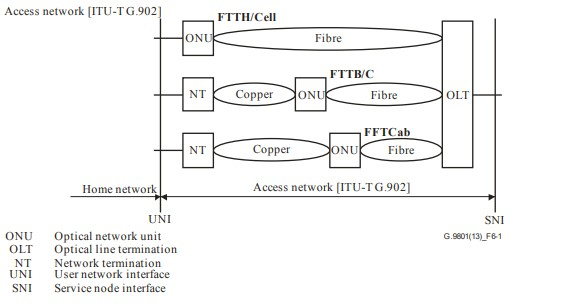 Access network [ITU-T G.902]
FTTH/Cell
ONU
Fibre
FTTB/C
NT
Copper
ONU
Fibre
OLT
FFTCab
NT
Copper
ONU
Fibre
Home network
Access network [ITU-T G.902]
UNI
SNI
G.9801(13)_F6-1
ONU Optical network unit
OLT Optical line termination
NT Network termination
UNI User network interface
SNI Service node interface